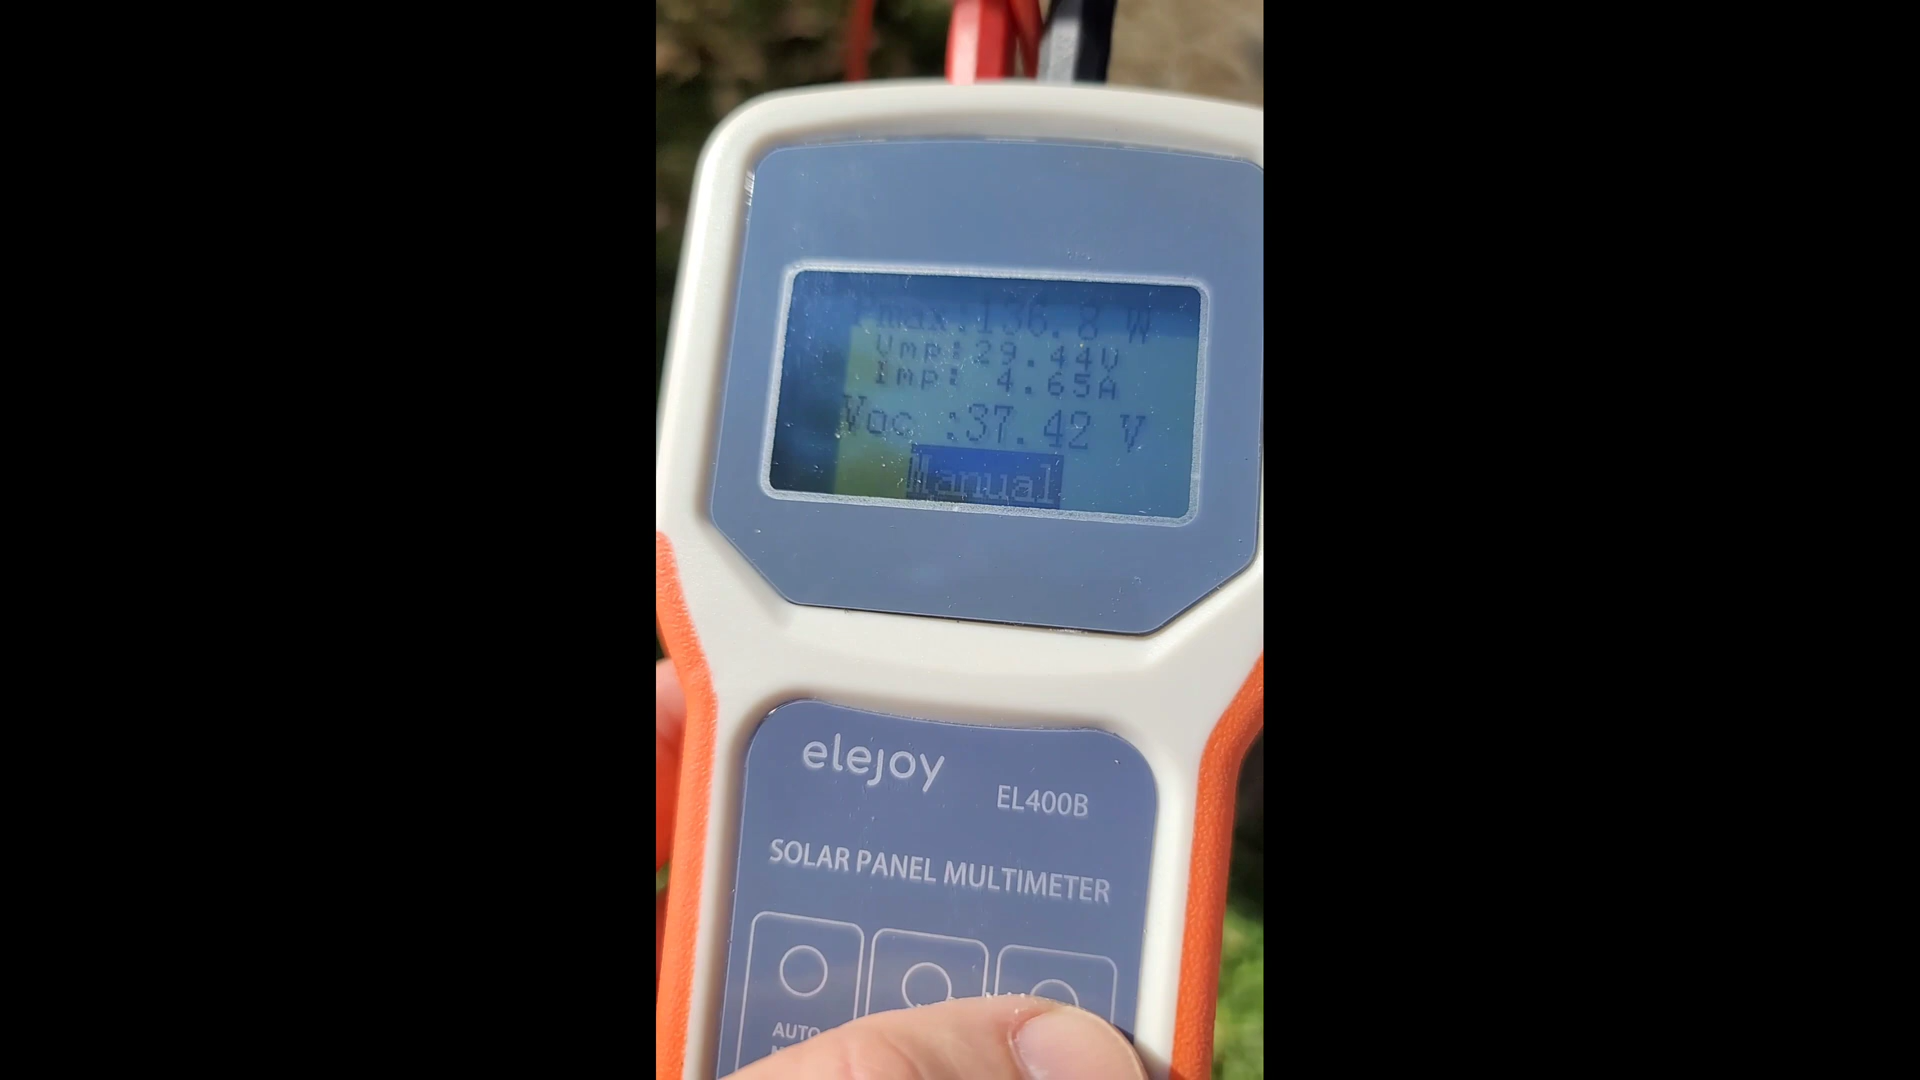 Pmax.136.8 W
Vmp:29.44V
Imp: 4.65A
Voc :37.42 V
Manual
elejoy
EL400B
SOLAR PANEL MULTIMETER
AUTO